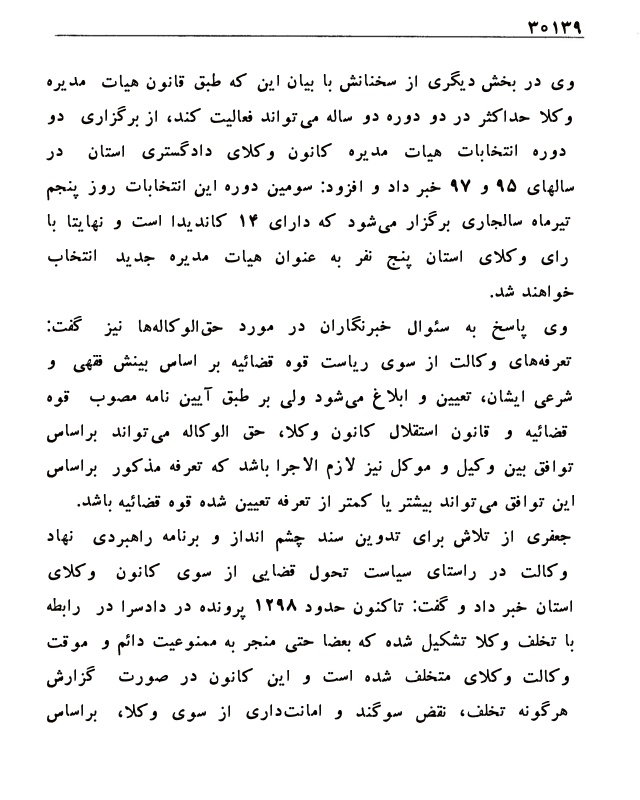 ۳۰۱۳۹
وی در بخش دیگری از سخنانش با بیان این که طبق قانون هیات مدیره
وکلا حداکثر در دو دوره دو ساله می‌تواند فعالیت کند، از برگزاری دو
دوره انتخابات هیات مدیره کانون وکلای دادگستری استان در
سالهای ۹۵ و ۹۷ خبر داد و افزود: سومین دوره این انتخابات روز پنجم
تیرماه سالجاری برگزار می‌شود که دارای ۱۴ کاندیدا است و نهایتا با
رای وکلای استان پنج نفر به عنوان هیات مدیره جدید انتخاب
خواهند شد.
وی پاسخ به سئوال خبرنگاران در مورد حق‌الوکاله‌ها نیز گفت:
تعرفه‌های وکالت از سوی ریاست قوه قضائیه بر اساس بینش فقهی و
شرعی ایشان، تعیین و ابلاغ می‌شود ولی بر طبق آیین نامه مصوب قوه
قضائیه و قانون استقلال کانون وکلا، حق الوکاله می‌تواند براساس
توافق بین وکیل و موکل نیز لازم الاجرا باشد که تعرفه مذکور براساس
این توافق می‌تواند بیشتر یا کمتر از تعرفه تعیین شده قوه قضائیه باشد.
جعفری از تلاش برای تدوین سند چشم انداز و برنامه راهبردی نهاد
وکالت در راستای سیاست تحول قضایی از سوی کانون وکلای
استان خبر داد و گفت: تاکنون حدود ۱۲۹۸ پرونده در دادسرا در رابطه
با تخلف وکلا تشکیل شده که بعضا حتی منجر به ممنوعیت دائم و موقت
وکالت وکلای متخلف شده است و این کانون در صورت گزارش
هرگونه تخلف، نقض سوگند و امانت‌داری از سوی وکلا، براساس